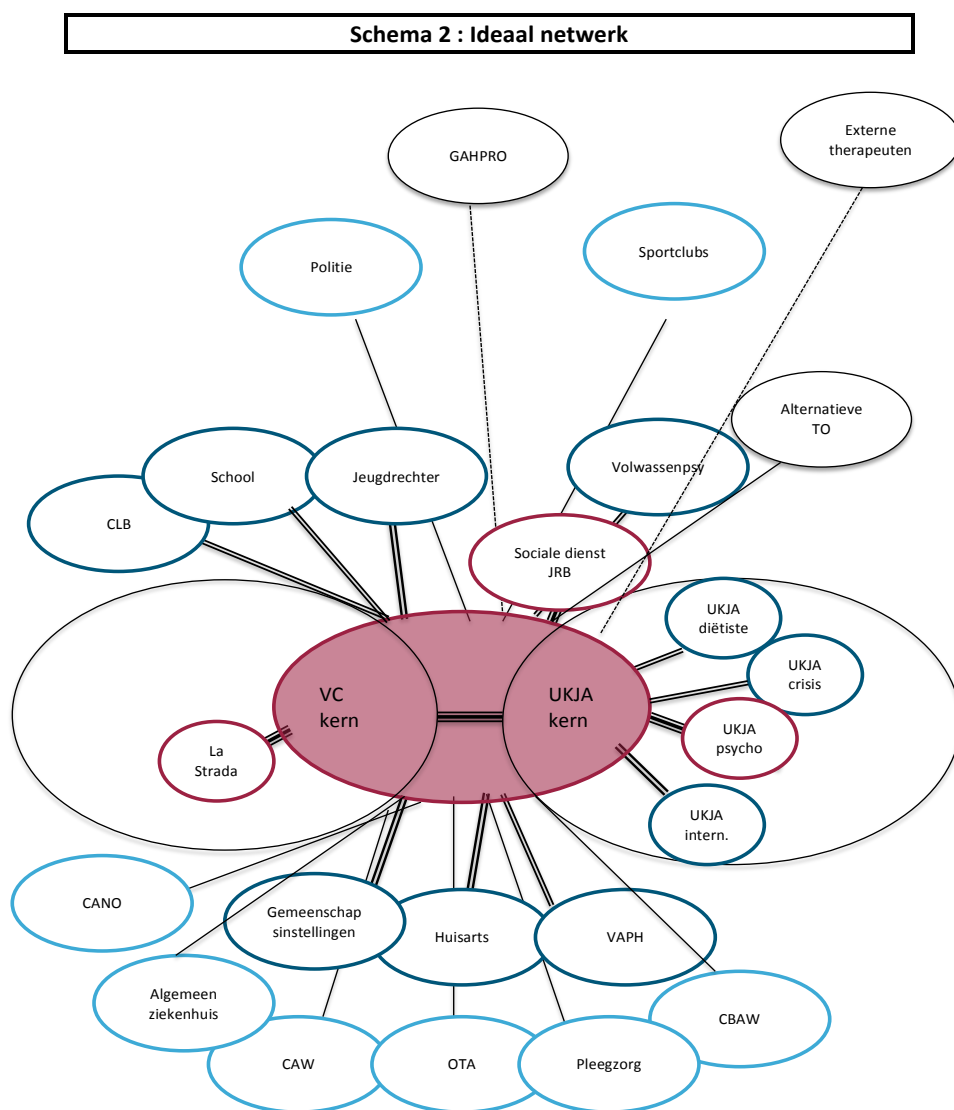 Schema 2 : Ideaal netwerk
Externe
therapeuten
GAHPRO
Sportclubs
Politie
Alternatieve
TO
School
Jeugdrechter
Volwassenpsy
CLB
Sociale dienst
JRB
UKJA
diëtiste
UKJA
crisis
VC
kern
UKJA
kern
UKJA
psycho
La
Strada
UKJA
intern.
CANO
Gemeenschap
sinstellingen
Huisarts
VAPH
Algemeen
ziekenhuis
CBAW
CAW
OTA
Pleegzorg